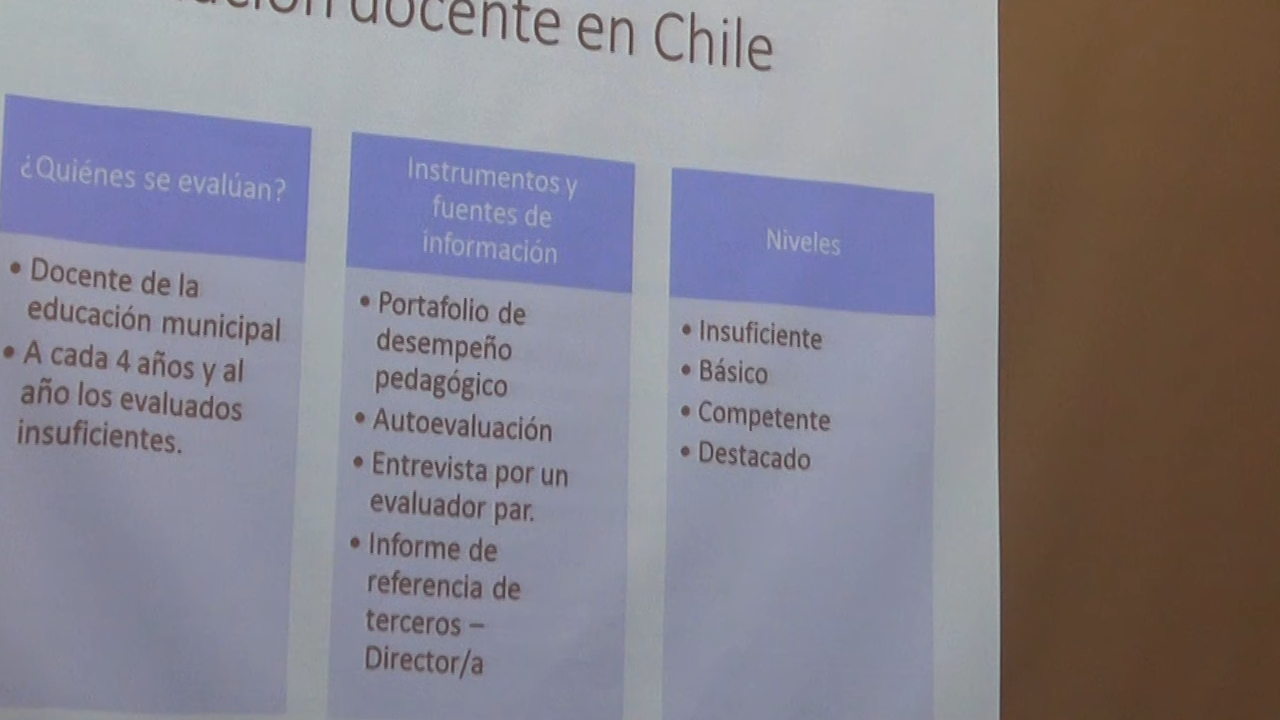 docente en Chile
¿Quiénes se evalúan?
• Docente de la
educación municipal
• A cada 4 años y al
año los evaluados
insuficientes.
Instrumentos y
fuentes de
información
• Portafolio de
desempeño
pedagógico
• Autoevaluación
• Entrevista por un
evaluador par.
• Informe de
referencia de
terceros –
Director/a
Niveles
• Insuficiente
• Básico
• Competente
• Destacado